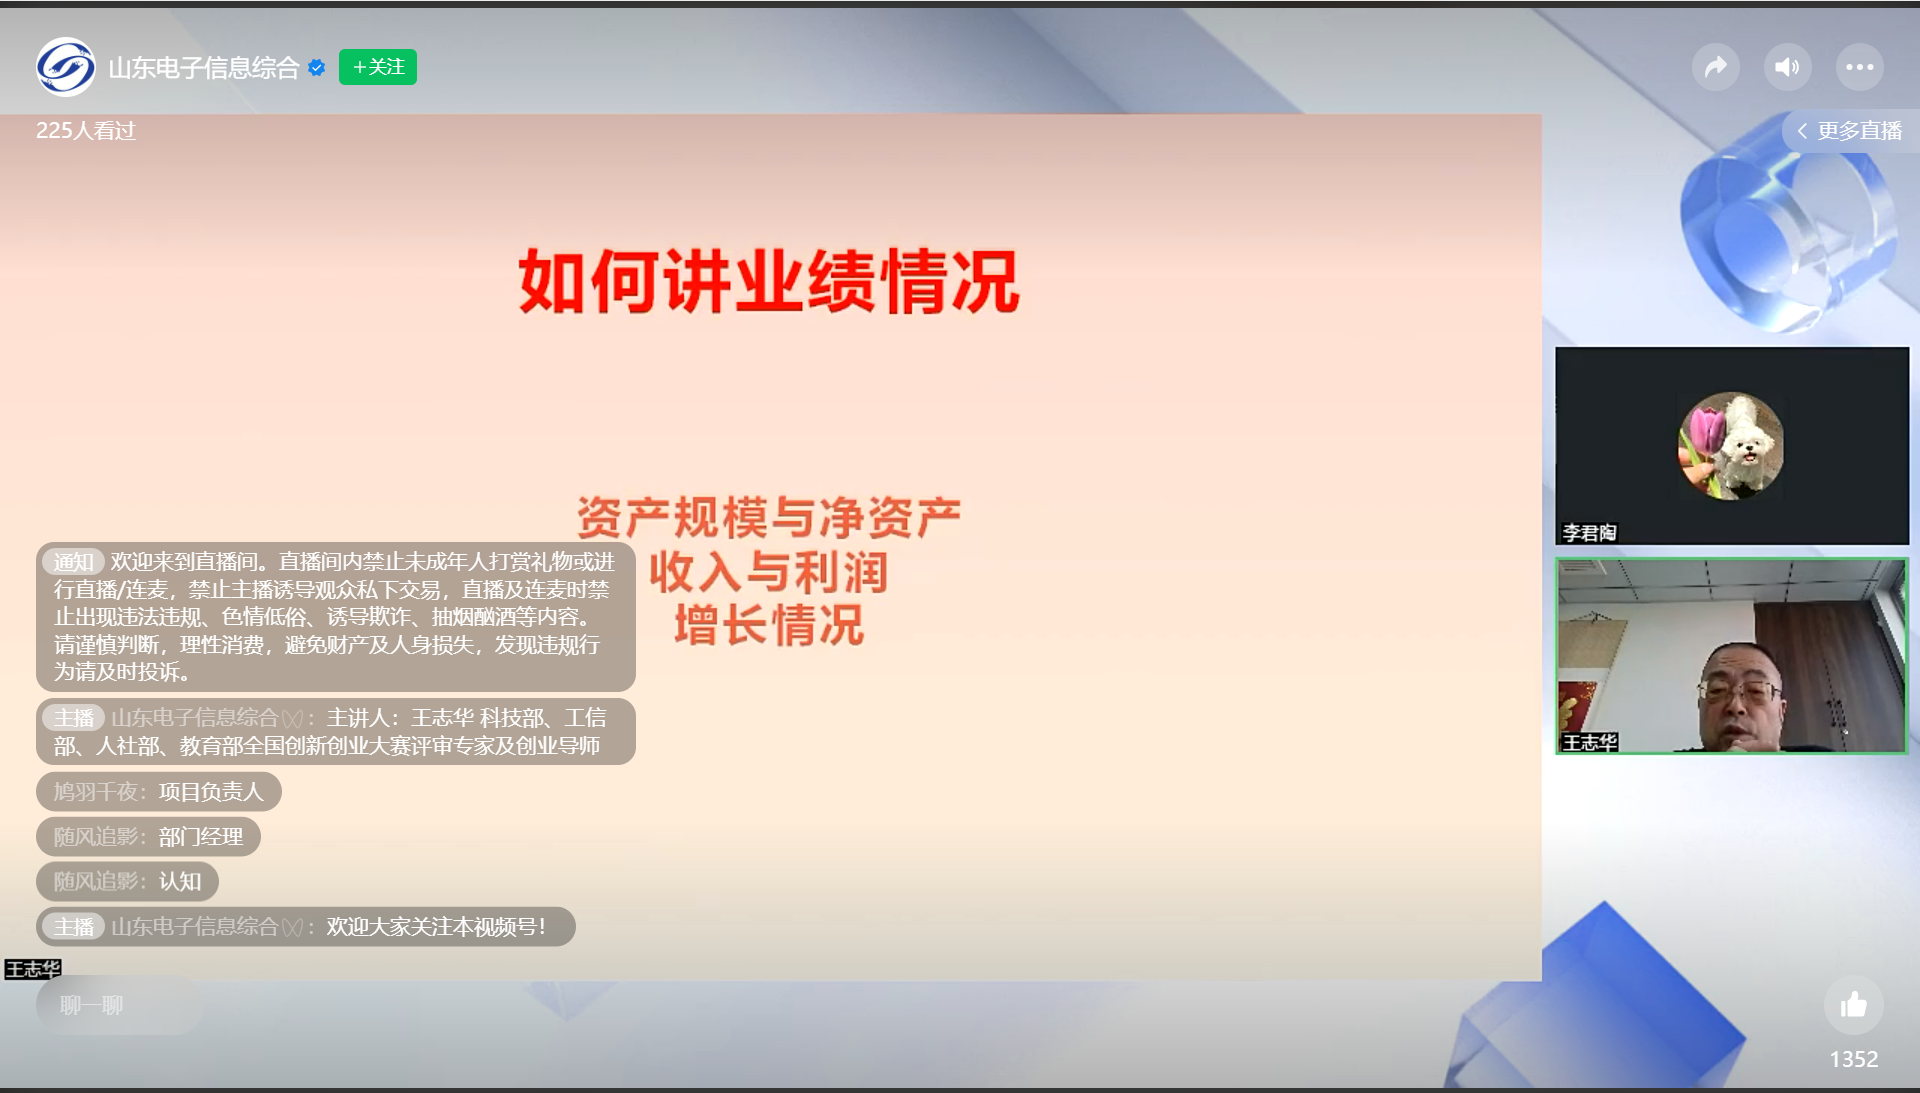 山东电子信息综合
+关注
225人看过
更多直播
如何讲业绩情况
资产规模与净资产
收入与利润
增长情况
通知 欢迎来到直播间。直播间内禁止未成年人打赏礼物或进
行直播/连麦，禁止主播诱导观众私下交易，直播及连麦时禁
止出现违法违规、色情低俗、诱导欺诈、抽烟酗酒等内容。
请谨慎判断，理性消费，避免财产及人身损失，发现违规行
为请及时投诉。
主播 山东电子信息综合：主讲人：王志华 科技部、工信
部、人社部、教育部全国创新创业大赛评审专家及创业导师
鸠羽千夜：项目负责人
随风追影：部门经理
随风追影：认知
主播 山东电子信息综合：欢迎大家关注本视频号！
王志华
聊一聊
李君陶
王志华
1352